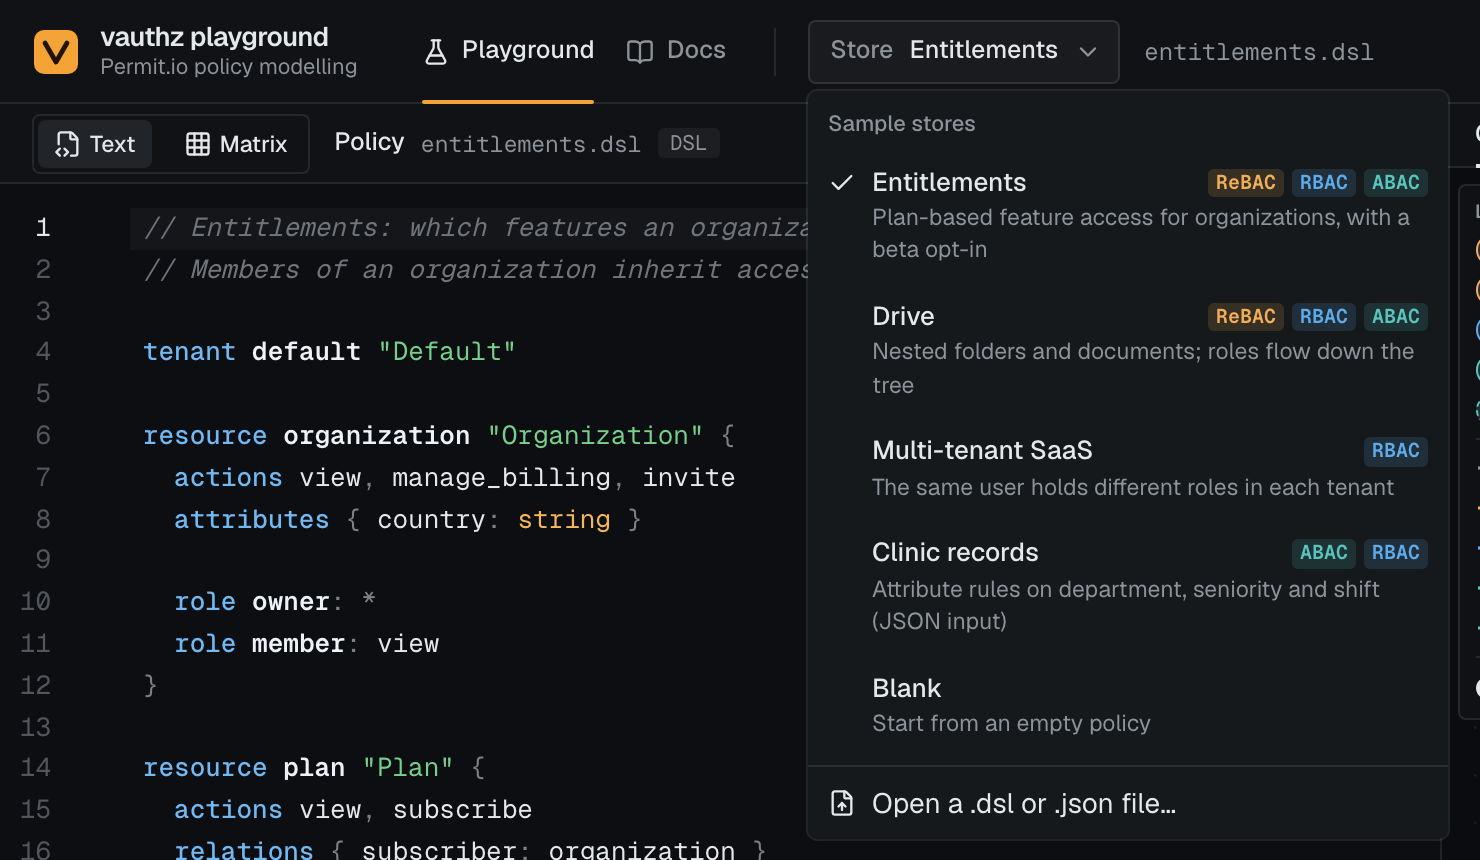 vauthz playground
Permit.io policy modelling
Playground
Docs
Store Entitlements
entitlements.dsl
Text
Matrix
Policy entitlements.dsl DSL
1 // Entitlements: which features an
2 // Members of an organization inherit
3
4 tenant default "Default"
5
6 resource organization "Organization" {
7 actions view, manage_billing, invite
8 attributes { country: string }
9
10 role owner: *
11 role member: view
12 }
13
14 resource plan "Plan" {
15 actions view, subscribe
16 relations { subscriber: organization }
Sample stores
Entitlements ReBAC RBAC ABAC
Plan-based feature access for organizations, with a
beta opt-in
Drive ReBAC RBAC ABAC
Nested folders and documents; roles flow down the
tree
Multi-tenant SaaS RBAC
The same user holds different roles in each tenant
Clinic records ABAC RBAC
Attribute rules on department, seniority and shift
(JSON input)
Blank
Start from an empty policy
Open a .dsl or .json file...